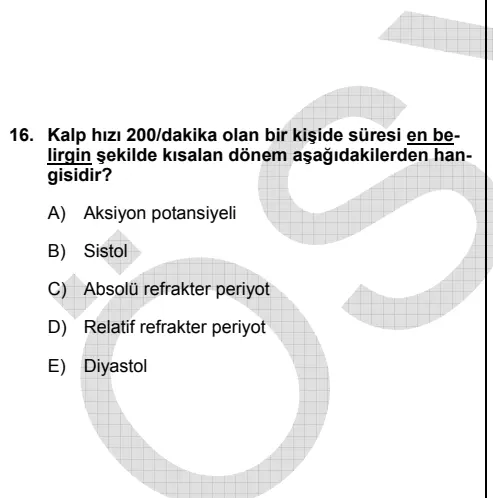 16. Kalp hızı 200/dakika olan bir kişide süresi en be-
lirgin şekilde kısalan dönem aşağıdakilerden han-
gisidir?
A) Aksiyon potansiyeli
B) Sistol
C) Absolü refrakter periyot
D) Relatif refrakter periyot
E) Diyastol